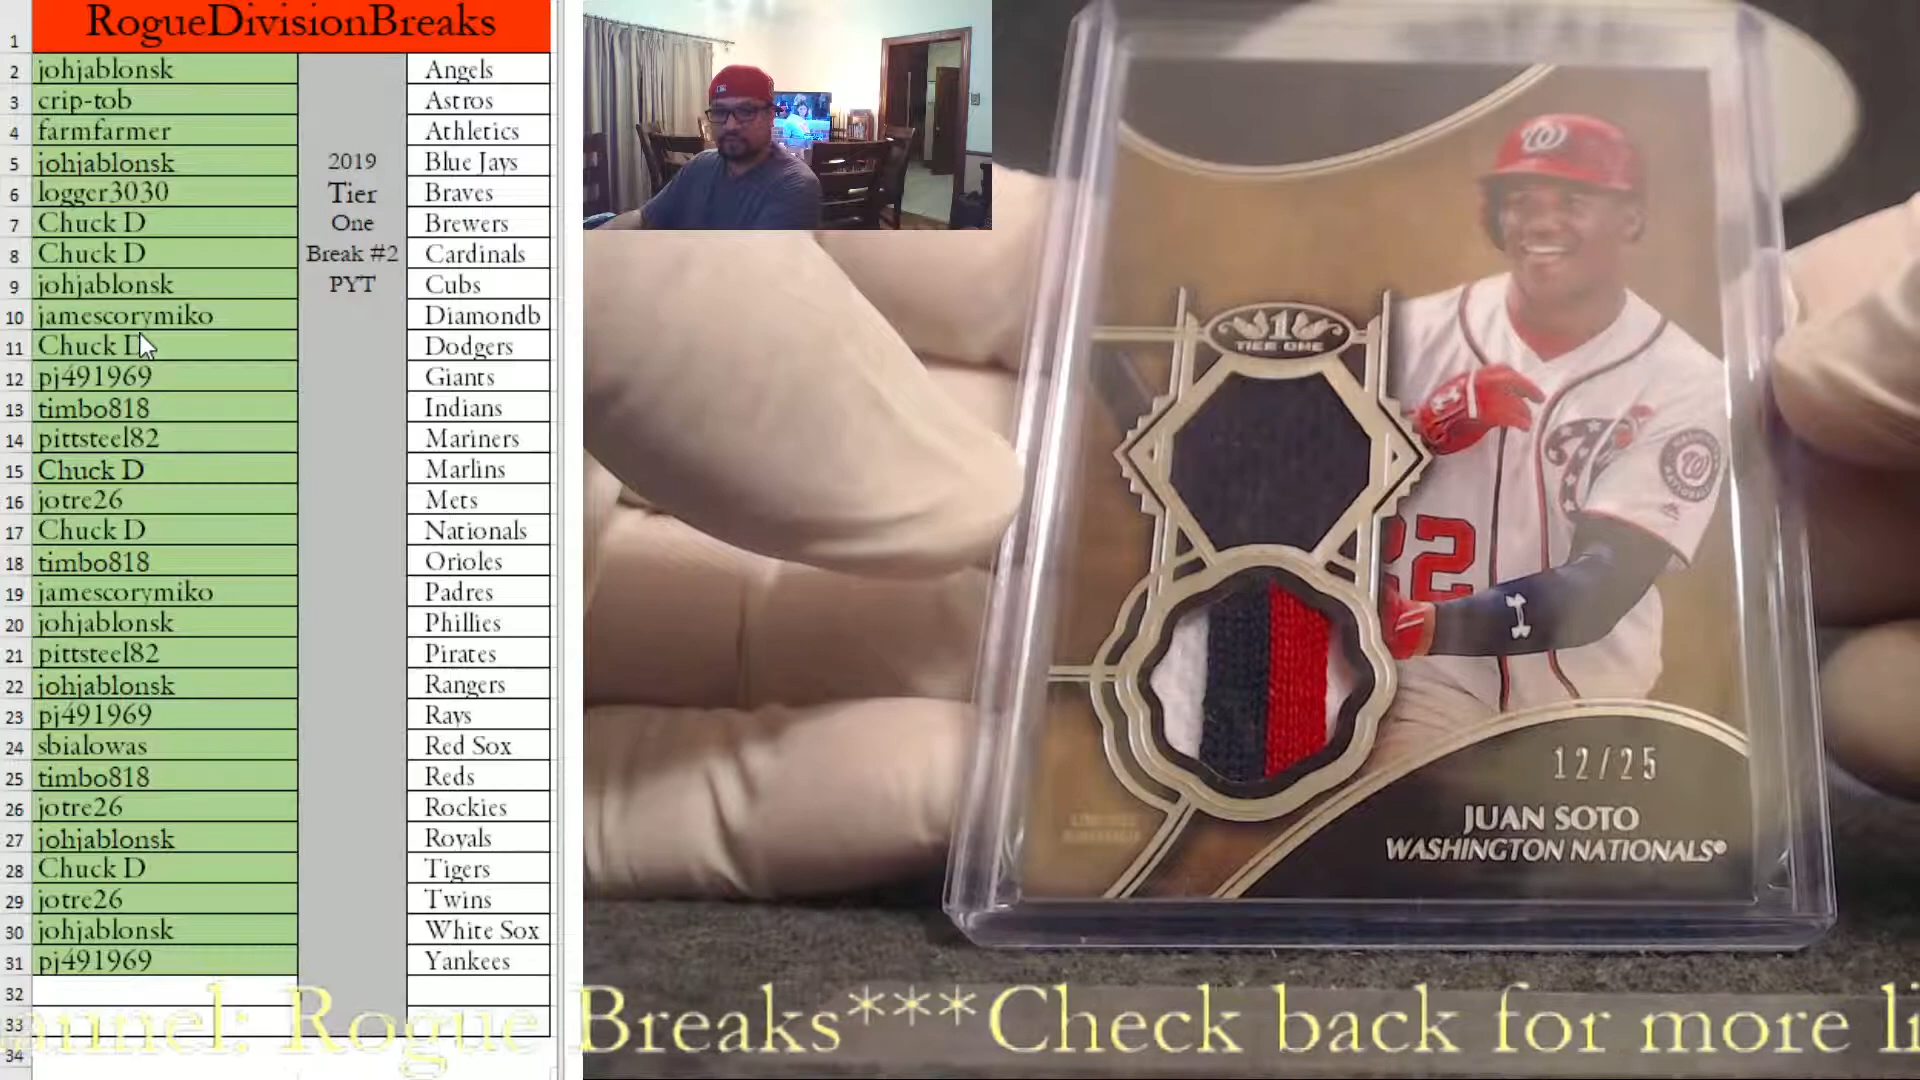 RogueDivisionBreaks
1
2 johjablonsk Angels
3 crip-tob Astros
4 farmfarmer Athletics
5 johjablonsk 2019 Blue Jays
6 logger3030 Tier Braves
7 Chuck D One Brewers
8 Chuck D Break #2 Cardinals
9 johjablonsk PYT Cubs
10 jamescorymiko Diamondb
11 Chuck D Dodgers
12 pj491969 Giants
13 timbo818 Indians
14 pittsteel82 Mariners
15 Chuck D Marlins
16 jotre26 Mets
17 Chuck D Nationals
18 timbo818 Orioles
19 jamescorymiko Padres
20 johjablonsk Phillies
21 pittsteel82 Pirates
22 johjablonsk Rangers
23 pj491969 Rays
24 sbialowas Red Sox
25 timbo818 Reds
26 jotre26 Rockies
27 johjablonsk Royals
28 Chuck D Tigers
29 jotre26 Twins
30 johjablonsk White Sox
31 pj491969 Yankees
32
33
34
W
1
TIER ONE
22
W
12/25
JUAN SOTO
WASHINGTON NATIONALS®
annel: Rogue Breaks***Check back for more li